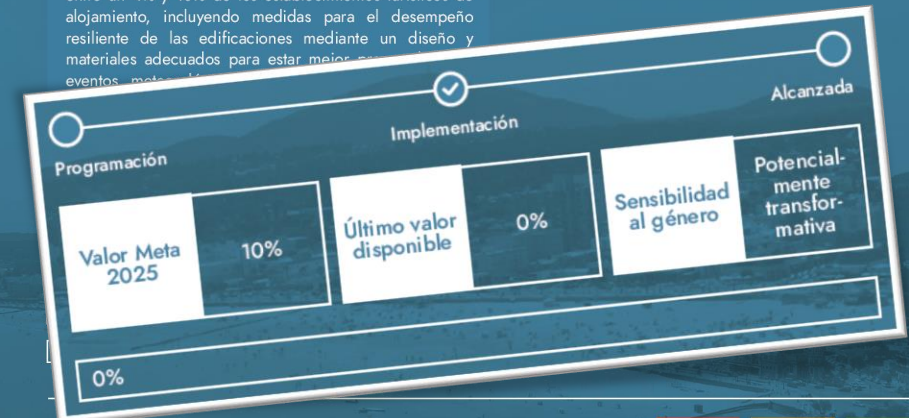 alojamiento, incluyendo medidas para el desempeño
resiliente de las edificaciones mediante un diseño y
materiales adecuados para estar mejor
eventos
Programación
Implementación
Alcanzada
Valor Meta
2025
10%
Último valor
disponible
0%
Sensibilidad
al género
Potencial-
mente
transfor-
mativa
0%